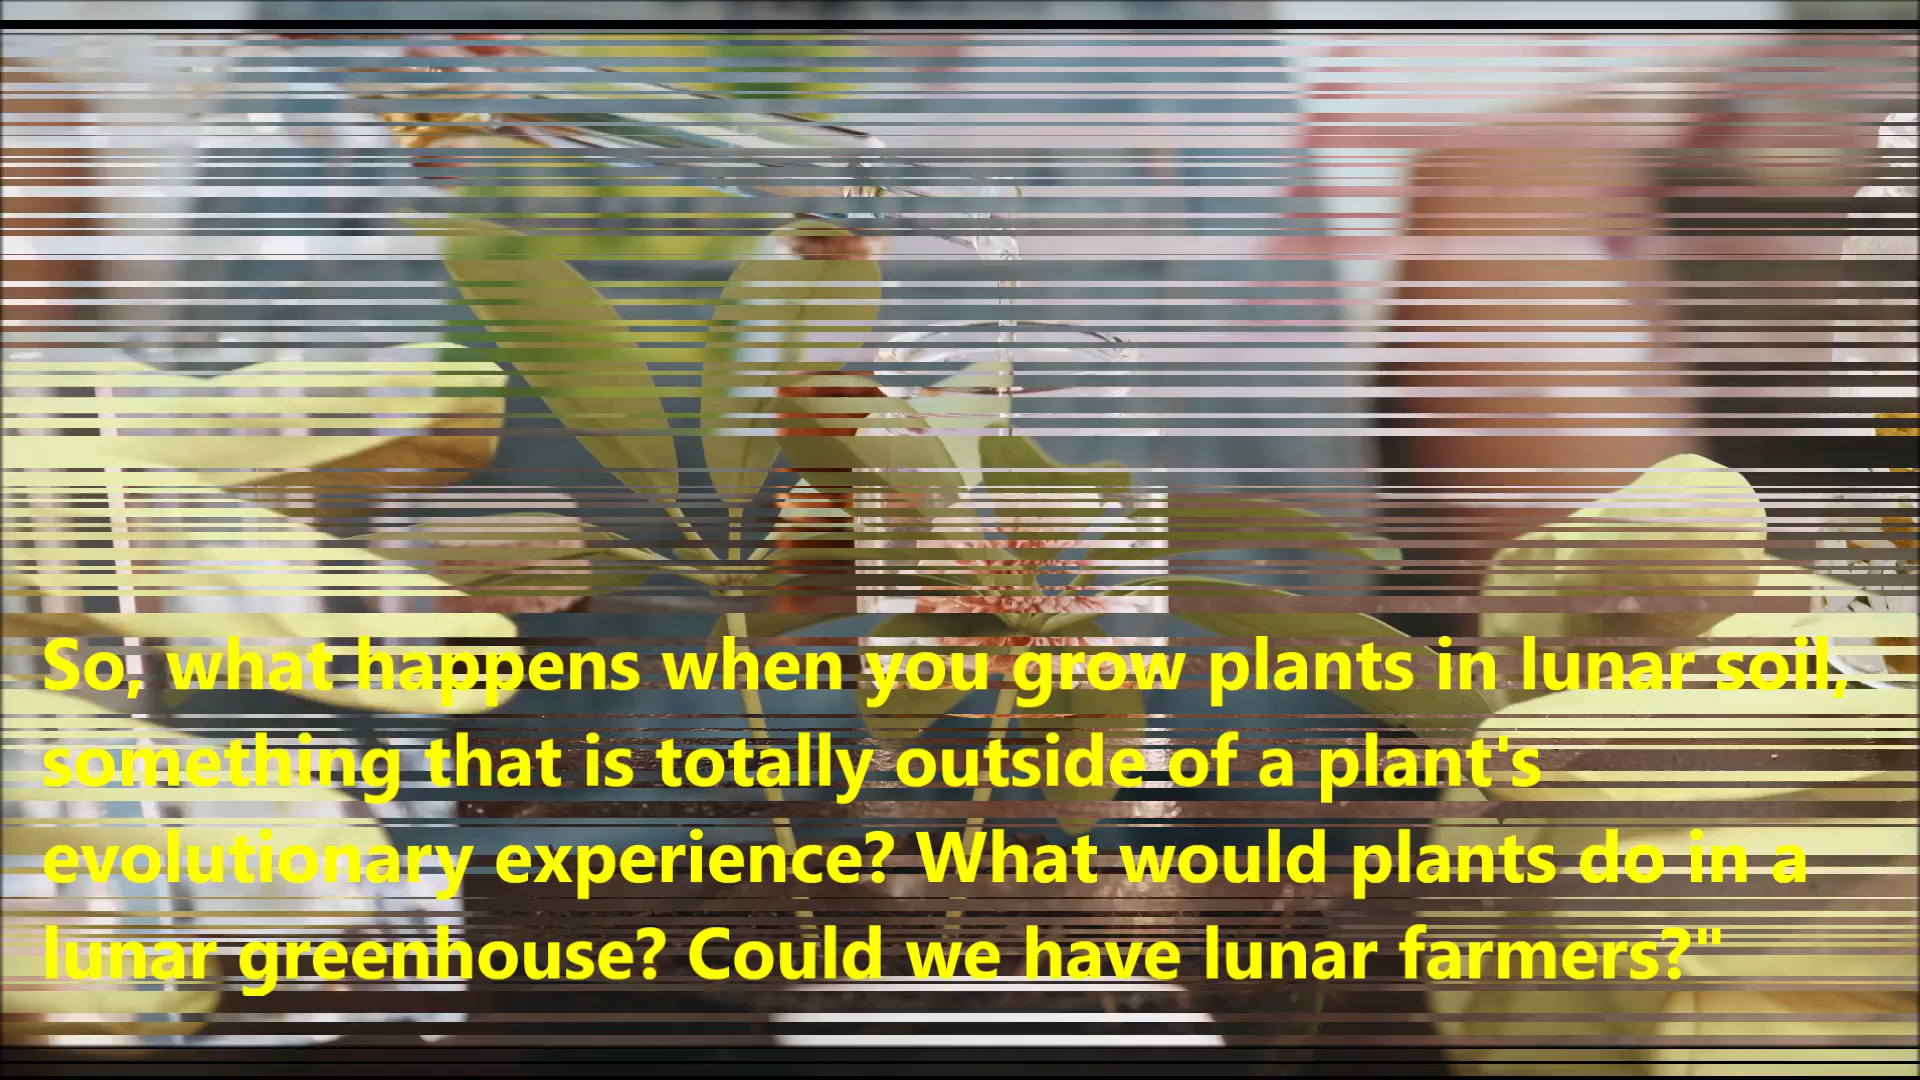 So, what happens when you grow plants in lunar soil,
something that is totally outside of a plant's
evolutionary experience? What would plants do in a
lunar greenhouse? Could we have lunar farmers?"